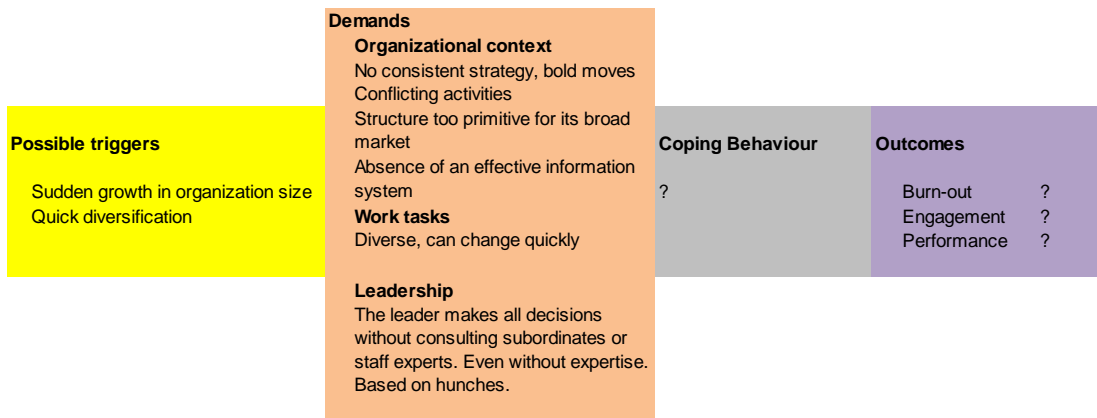 Demands
Organizational context
No consistent strategy, bold moves
Conflicting activities
Structure too primitive for its broad
market
Absence of an effective information
system
Work tasks
Diverse, can change quickly
Leadership
The leader makes all decisions
without consulting subordinates or
staff experts. Even without expertise.
Based on hunches.
Possible triggers
Sudden growth in organization size
Quick diversification
Coping Behaviour
?
Outcomes
Burn-out ?
Engagement ?
Performance ?